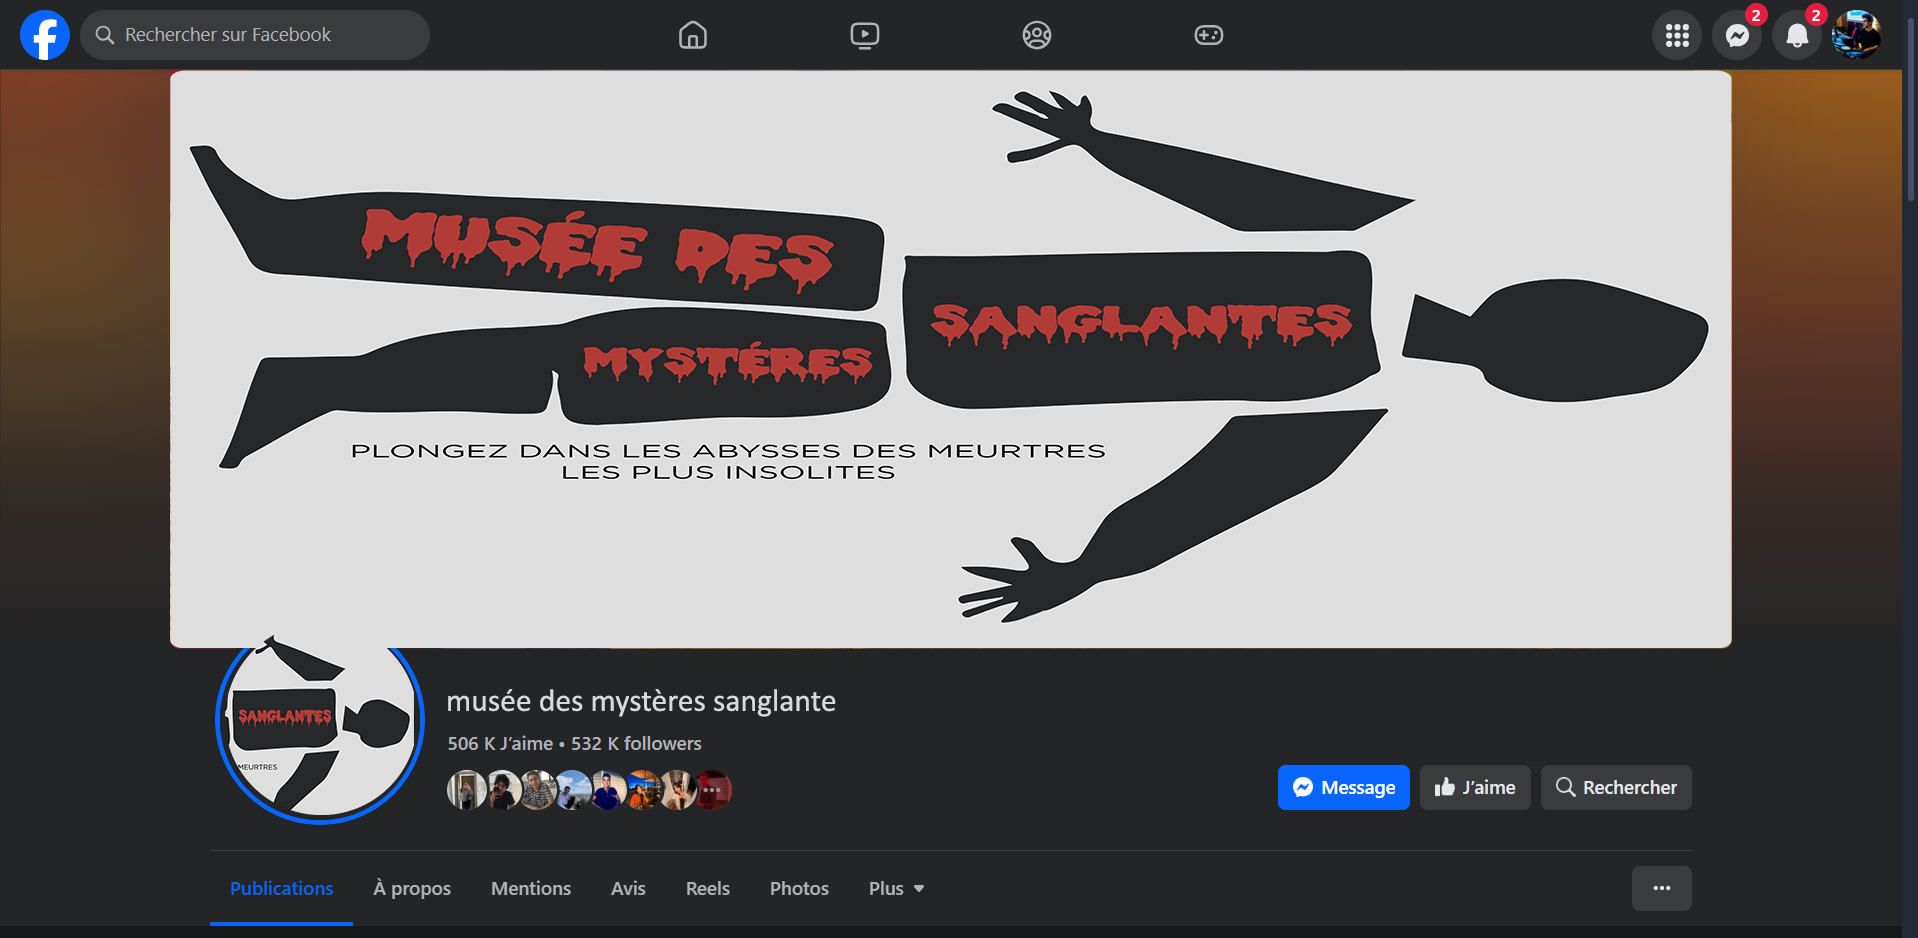 Rechercher sur Facebook
2
2
MUSÉE DES
MYSTÉRES
SANGLANTES
PLONGEZ DANS LES ABYSSES DES MEURTRES
LES PLUS INSOLITES
SANGLANTES
MEURTRES
musée des mystères sanglante
506 K J’aime • 532 K followers
Message
J’aime
Rechercher
Publications
À propos
Mentions
Avis
Reels
Photos
Plus